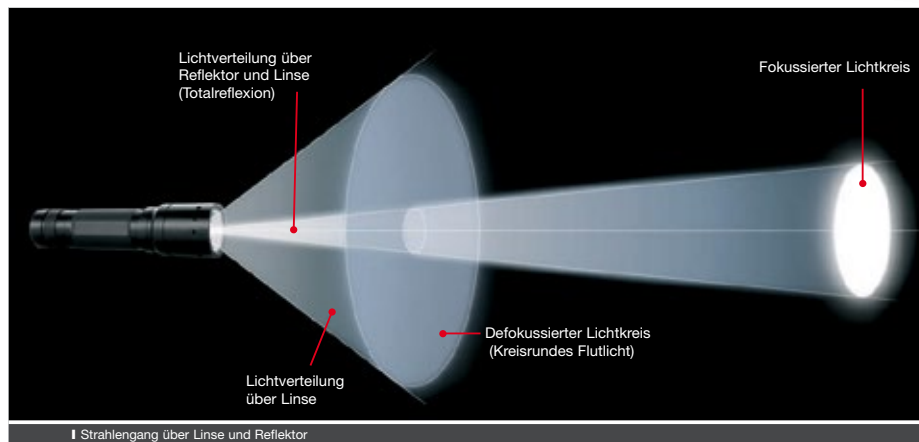 Lichtverteilung über
Reflektor und Linse
(Totalreflexion)
Fokussierter Lichtkreis
Defokussierter Lichtkreis
(Kreisrundes Flutlicht)
Lichtverteilung
über Linse
Strahlengang über Linse und Reflektor